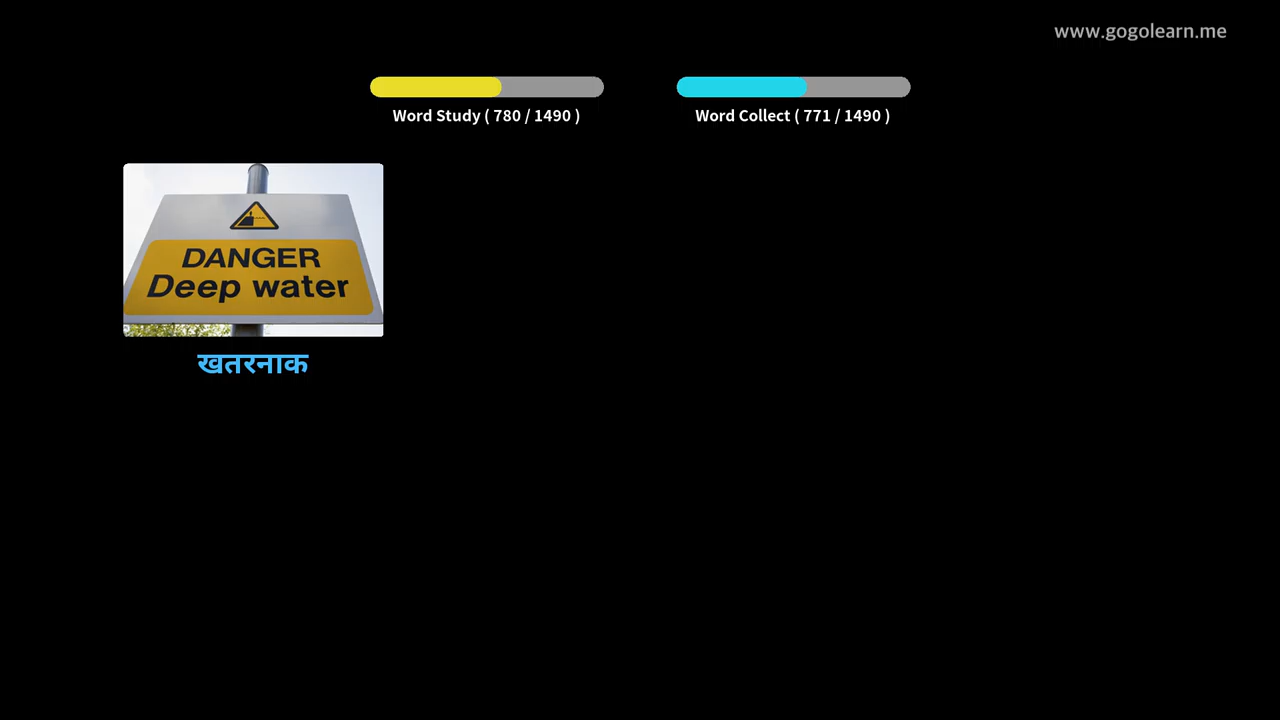 www.gogolearn.me
Word Study ( 780 / 1490 )
Word Collect ( 771 / 1490 )
DANGER
Deep water
खतरनाक